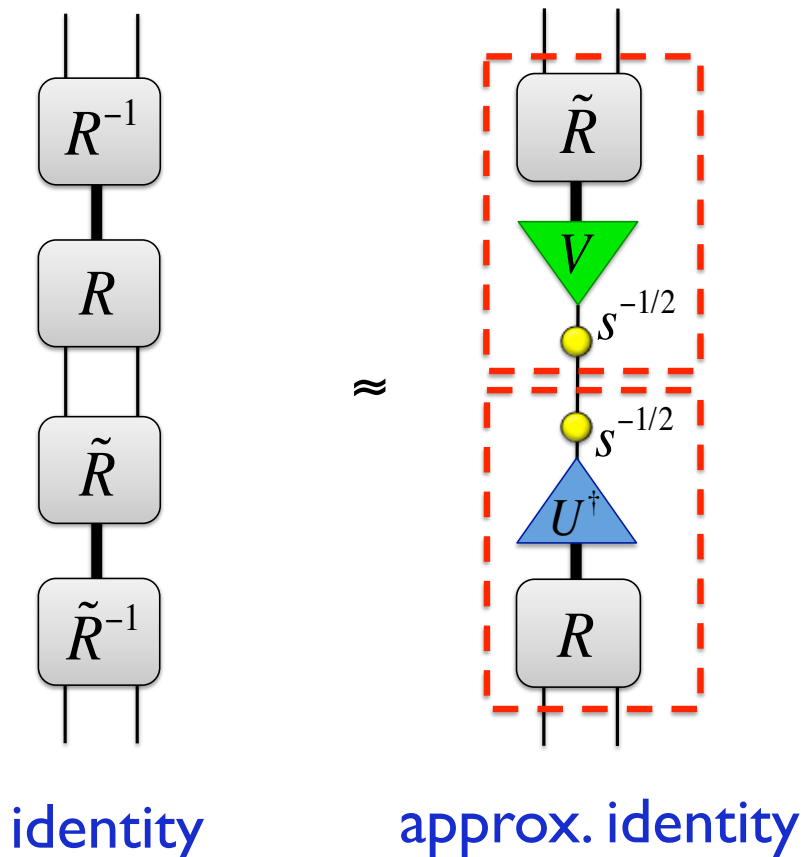 R⁻¹
R
R̃
R̃⁻¹
identity
≈
R̃
V
s⁻¹/²
s⁻¹/²
U†
R
approx. identity